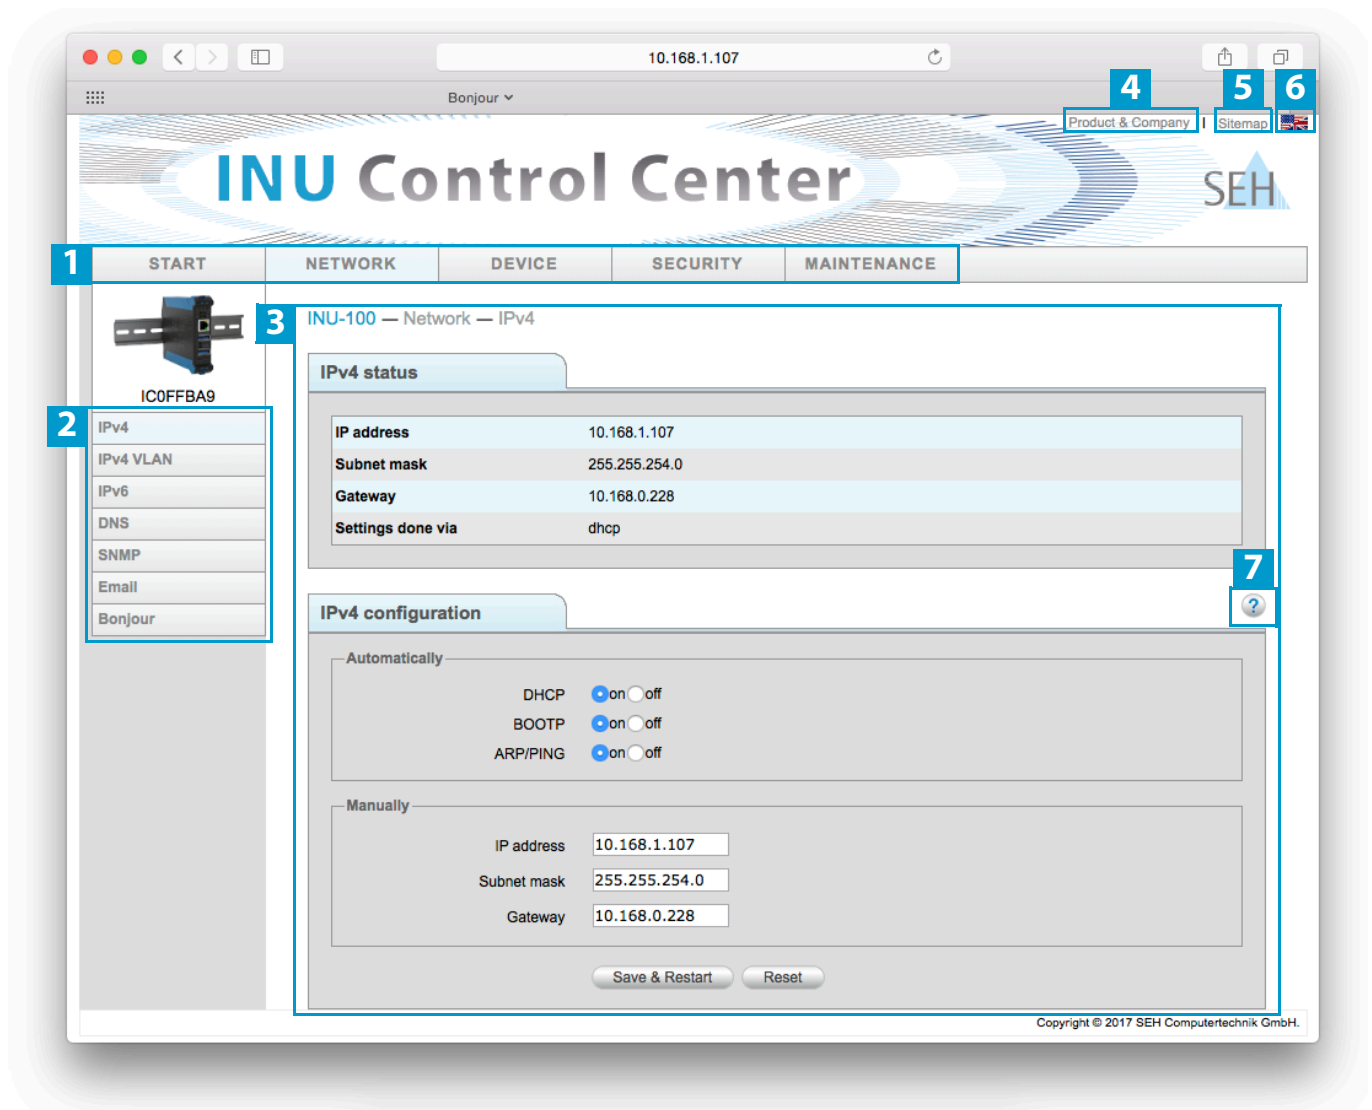 10.168.1.107
Bonjour
4
5
6
Product & Company | Sitemap
INU Control Center
SEH
1
START NETWORK DEVICE SECURITY MAINTENANCE
3
INU-100 — Network — IPv4
IC0FFBA9
2
IPv4
IPv4 VLAN
IPv6
DNS
SNMP
Email
Bonjour
IPv4 status
IP address 10.168.1.107
Subnet mask 255.255.254.0
Gateway 10.168.0.228
Settings done via dhcp
7
?
IPv4 configuration
Automatically
DHCP on off
BOOTP on off
ARP/PING on off
Manually
IP address 10.168.1.107
Subnet mask 255.255.254.0
Gateway 10.168.0.228
Save & Restart Reset
Copyright © 2017 SEH Computertechnik GmbH.